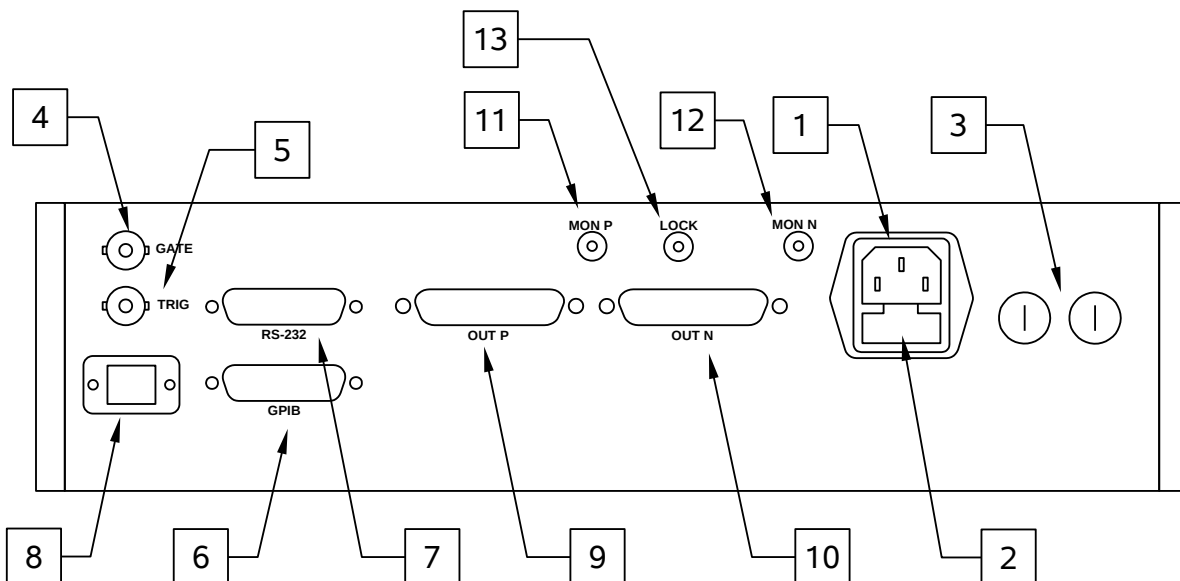 13
4
11
12
1
3
5
MON P
LOCK
MON N
GATE
TRIG
RS-232
OUT P
OUT N
GPIB
8
6
7
9
10
2